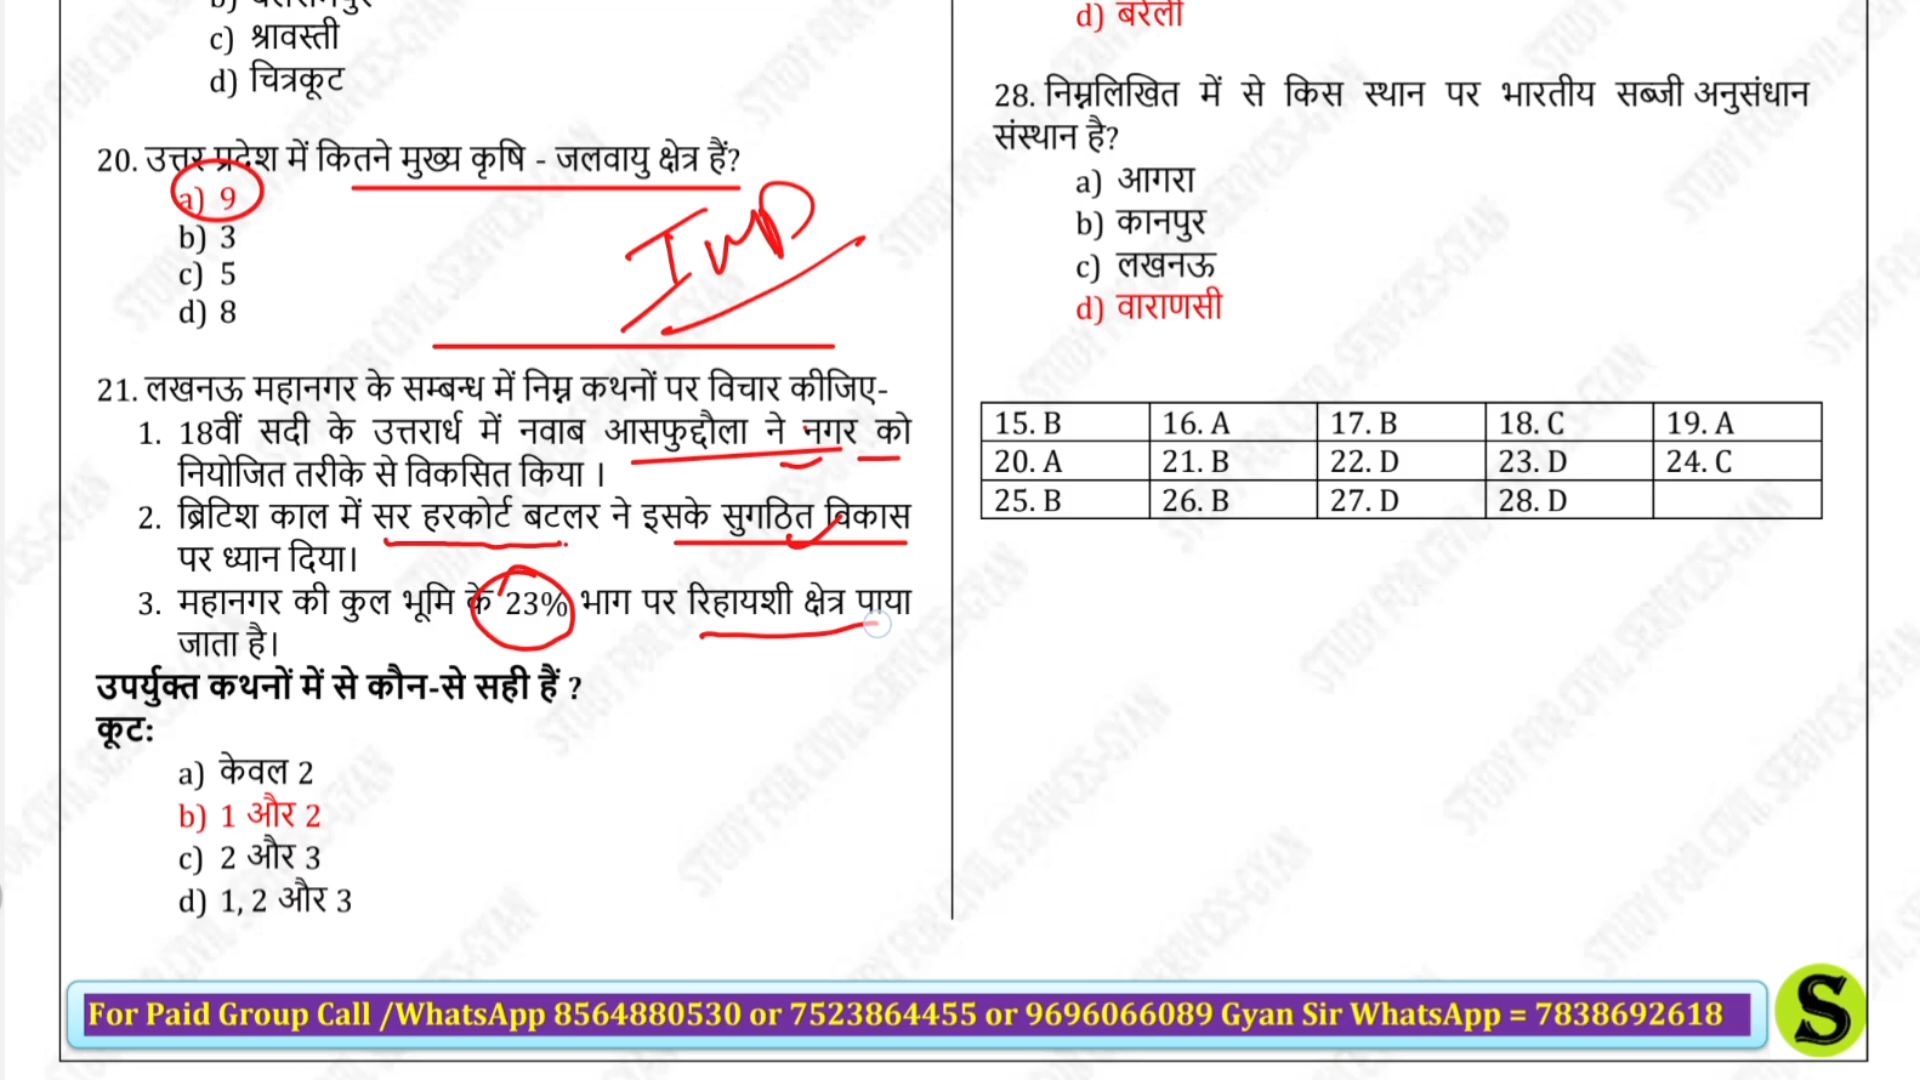 c) श्रावस्ती
d) चित्रकूट
20. उत्तर प्रदेश में कितने मुख्य कृषि - जलवायु क्षेत्र हैं?
a) 9
b) 3
c) 5
d) 8
Imp
21. लखनऊ महानगर के सम्बन्ध में निम्न कथनों पर विचार कीजिए-
1. 18वीं सदी के उत्तरार्ध में नवाब आसफुद्दौला ने नगर को
नियोजित तरीके से विकसित किया ।
2. ब्रिटिश काल में सर हरकोर्ट बटलर ने इसके सुगठित विकास
पर ध्यान दिया।
3. महानगर की कुल भूमि के 23% भाग पर रिहायशी क्षेत्र पाया
जाता है।
उपर्युक्त कथनों में से कौन-से सही हैं ?
कूट:
a) केवल 2
b) 1 और 2
c) 2 और 3
d) 1, 2 और 3
d) बरेली
28. निम्नलिखित में से किस स्थान पर भारतीय सब्जी अनुसंधान
संस्थान है?
a) आगरा
b) कानपुर
c) लखनऊ
d) वाराणसी
15. B 16. A 17. B 18. C 19. A
20. A 21. B 22. D 23. D 24. C
25. B 26. B 27. D 28. D
For Paid Group Call /WhatsApp 8564880530 or 7523864455 or 9696066089 Gyan Sir WhatsApp = 7838692618
S